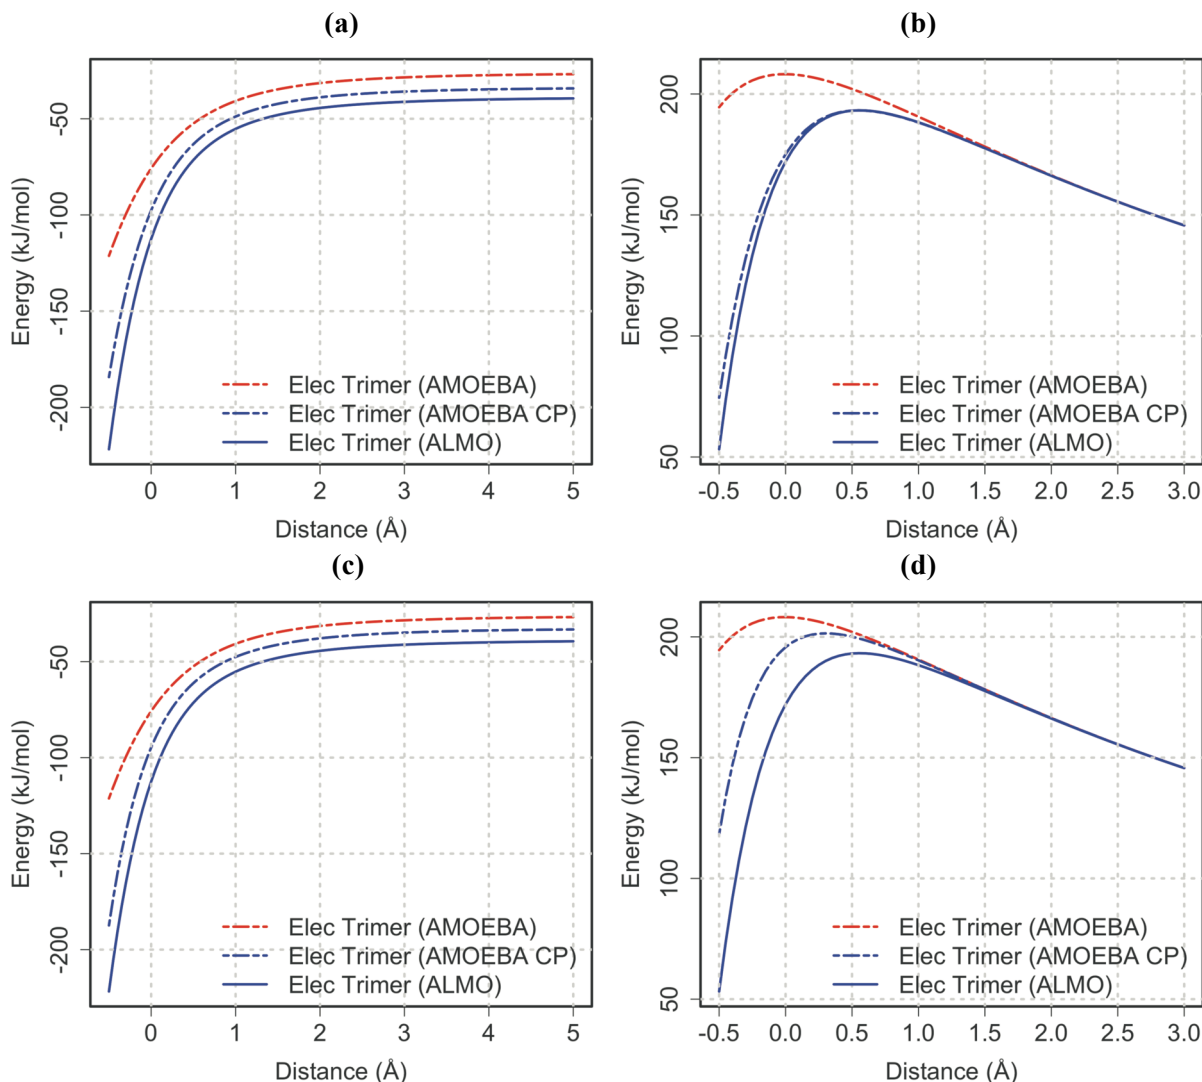 (a)
Energy (kJ/mol)
-50
-100
-150
-200
Elec Trimer (AMOEBA)
Elec Trimer (AMOEBA CP)
Elec Trimer (ALMO)
0 1 2 3 4 5
Distance (Å)
(b)
Energy (kJ/mol)
200
150
100
50
Elec Trimer (AMOEBA)
Elec Trimer (AMOEBA CP)
Elec Trimer (ALMO)
-0.5 0.0 0.5 1.0 1.5 2.0 2.5 3.0
Distance (Å)
(c)
Energy (kJ/mol)
-50
-100
-150
-200
Elec Trimer (AMOEBA)
Elec Trimer (AMOEBA CP)
Elec Trimer (ALMO)
0 1 2 3 4 5
Distance (Å)
(d)
Energy (kJ/mol)
200
150
100
50
Elec Trimer (AMOEBA)
Elec Trimer (AMOEBA CP)
Elec Trimer (ALMO)
-0.5 0.0 0.5 1.0 1.5 2.0 2.5 3.0
Distance (Å)